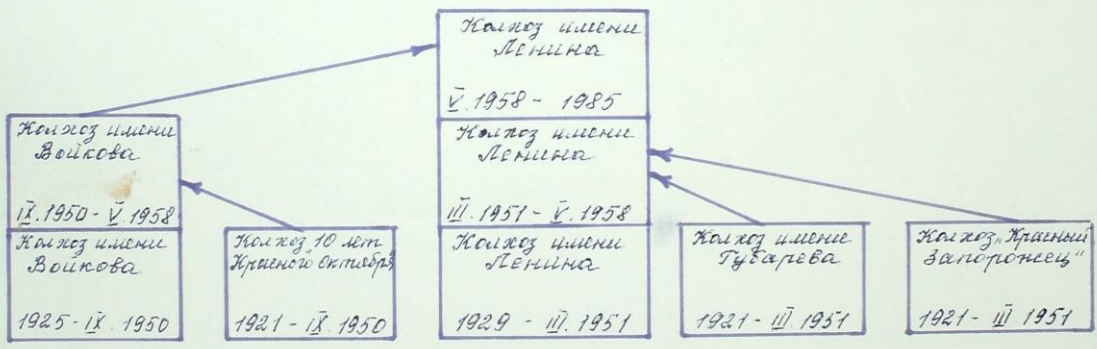 Колхоз имени
Ленина
V. 1958 - 1985
Колхоз имени
Войкова
IX. 1950 - V. 1958
Колхоз имени
Ленина
III. 1951 - V. 1958
Колхоз имени
Войкова
1925 - IX. 1950
Колхоз „10 лет
Красного Октября"
1921 - IX. 1950
Колхоз имени
Ленина
1929 - III. 1951
Колхоз имени
Губарева
1921 - III. 1951
Колхоз „Красный
Запорожец"
1921 - III 1951